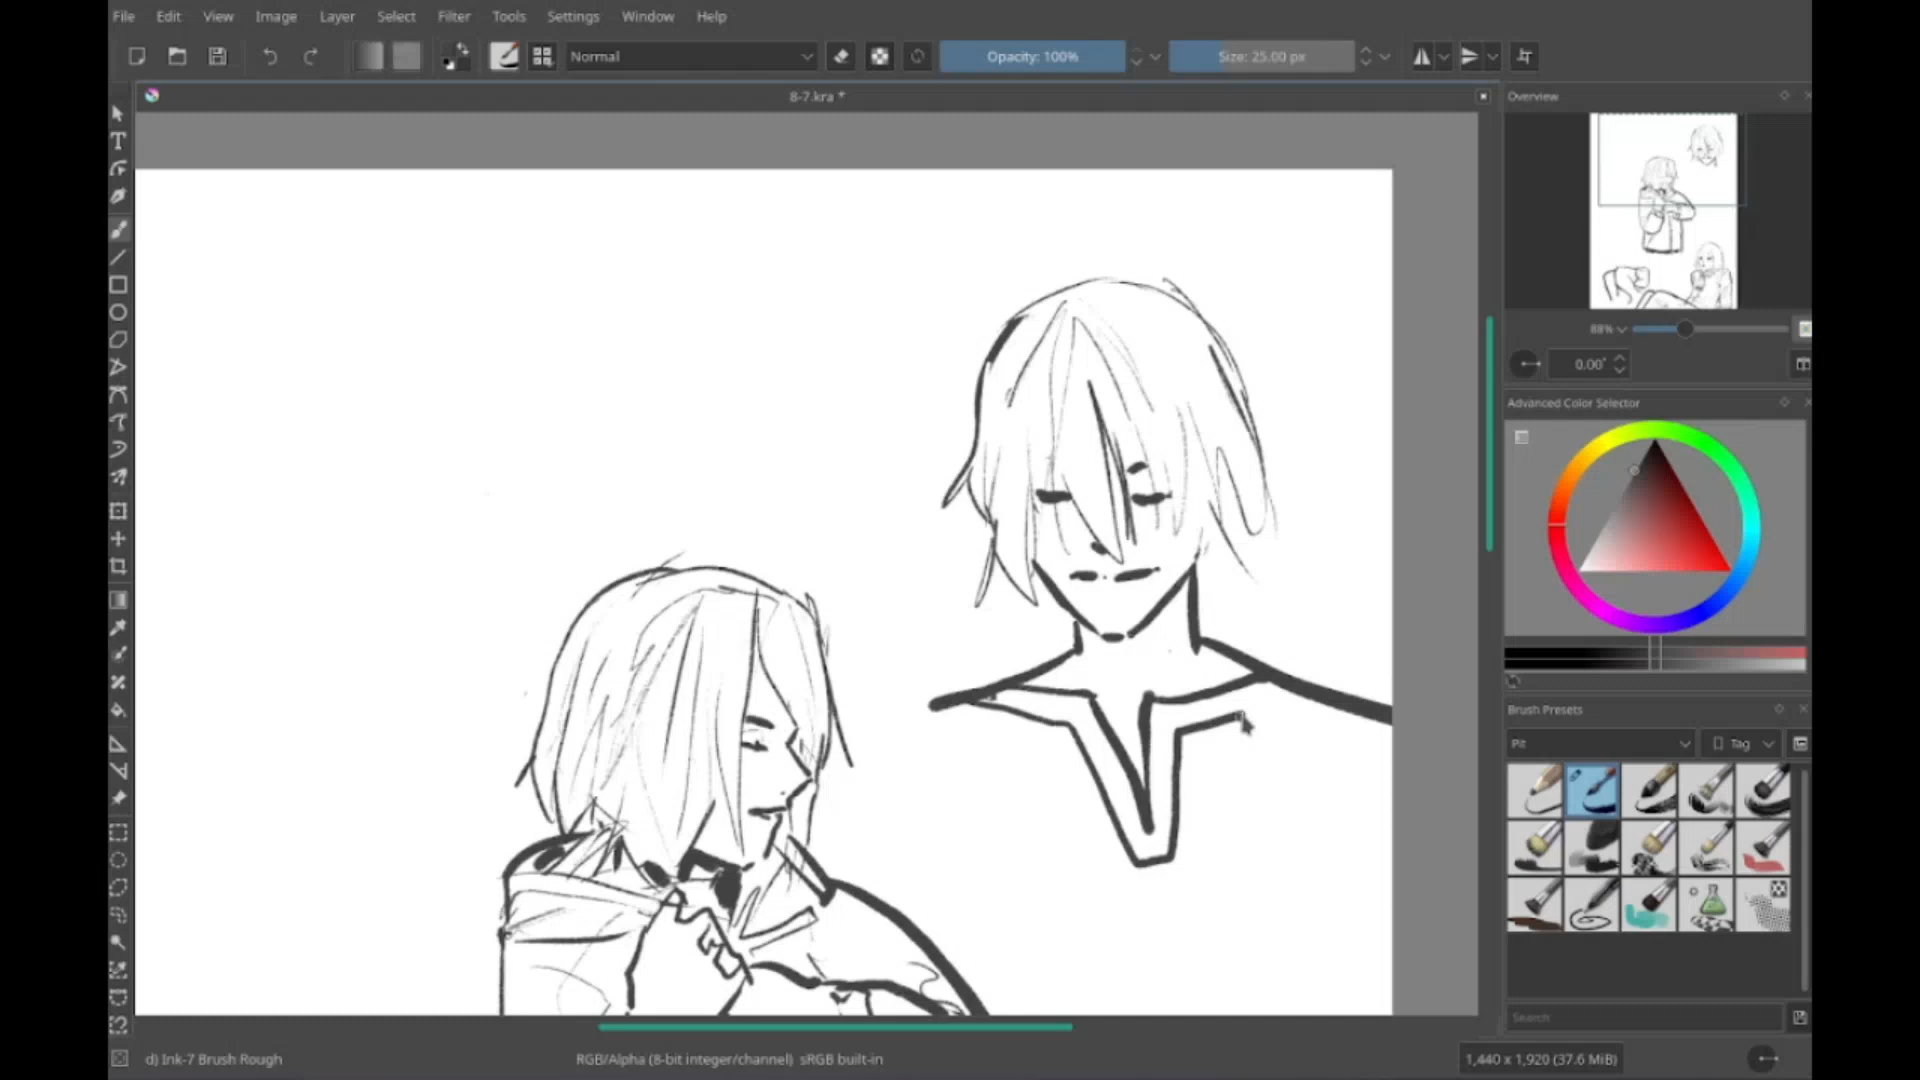 File Edit View Image Layer Select Filter Tools Settings Window Help
Normal Opacity: 100% Size: 25.00 px
8-7.kra *
Overview
88%
0.00°
Advanced Color Selector
Brush Presets
Pit Tag
Search
d) Ink-7 Brush Rough RGB/Alpha (8-bit integer/channel) sRGB built-in 1,440 x 1,920 (37.6 MiB)